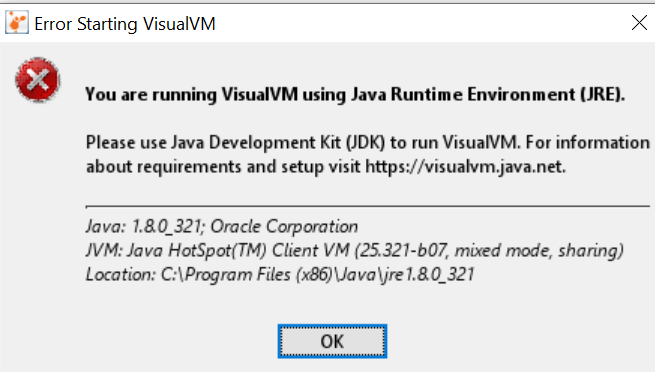 Error Starting VisualVM
You are running VisualVM using Java Runtime Environment (JRE).
Please use Java Development Kit (JDK) to run VisualVM. For information
about requirements and setup visit https://visualvm.java.net.
Java: 1.8.0_321; Oracle Corporation
JVM: Java HotSpot(TM) Client VM (25.321-b07, mixed mode, sharing)
Location: C:\Program Files (x86)\Java\jre1.8.0_321
OK